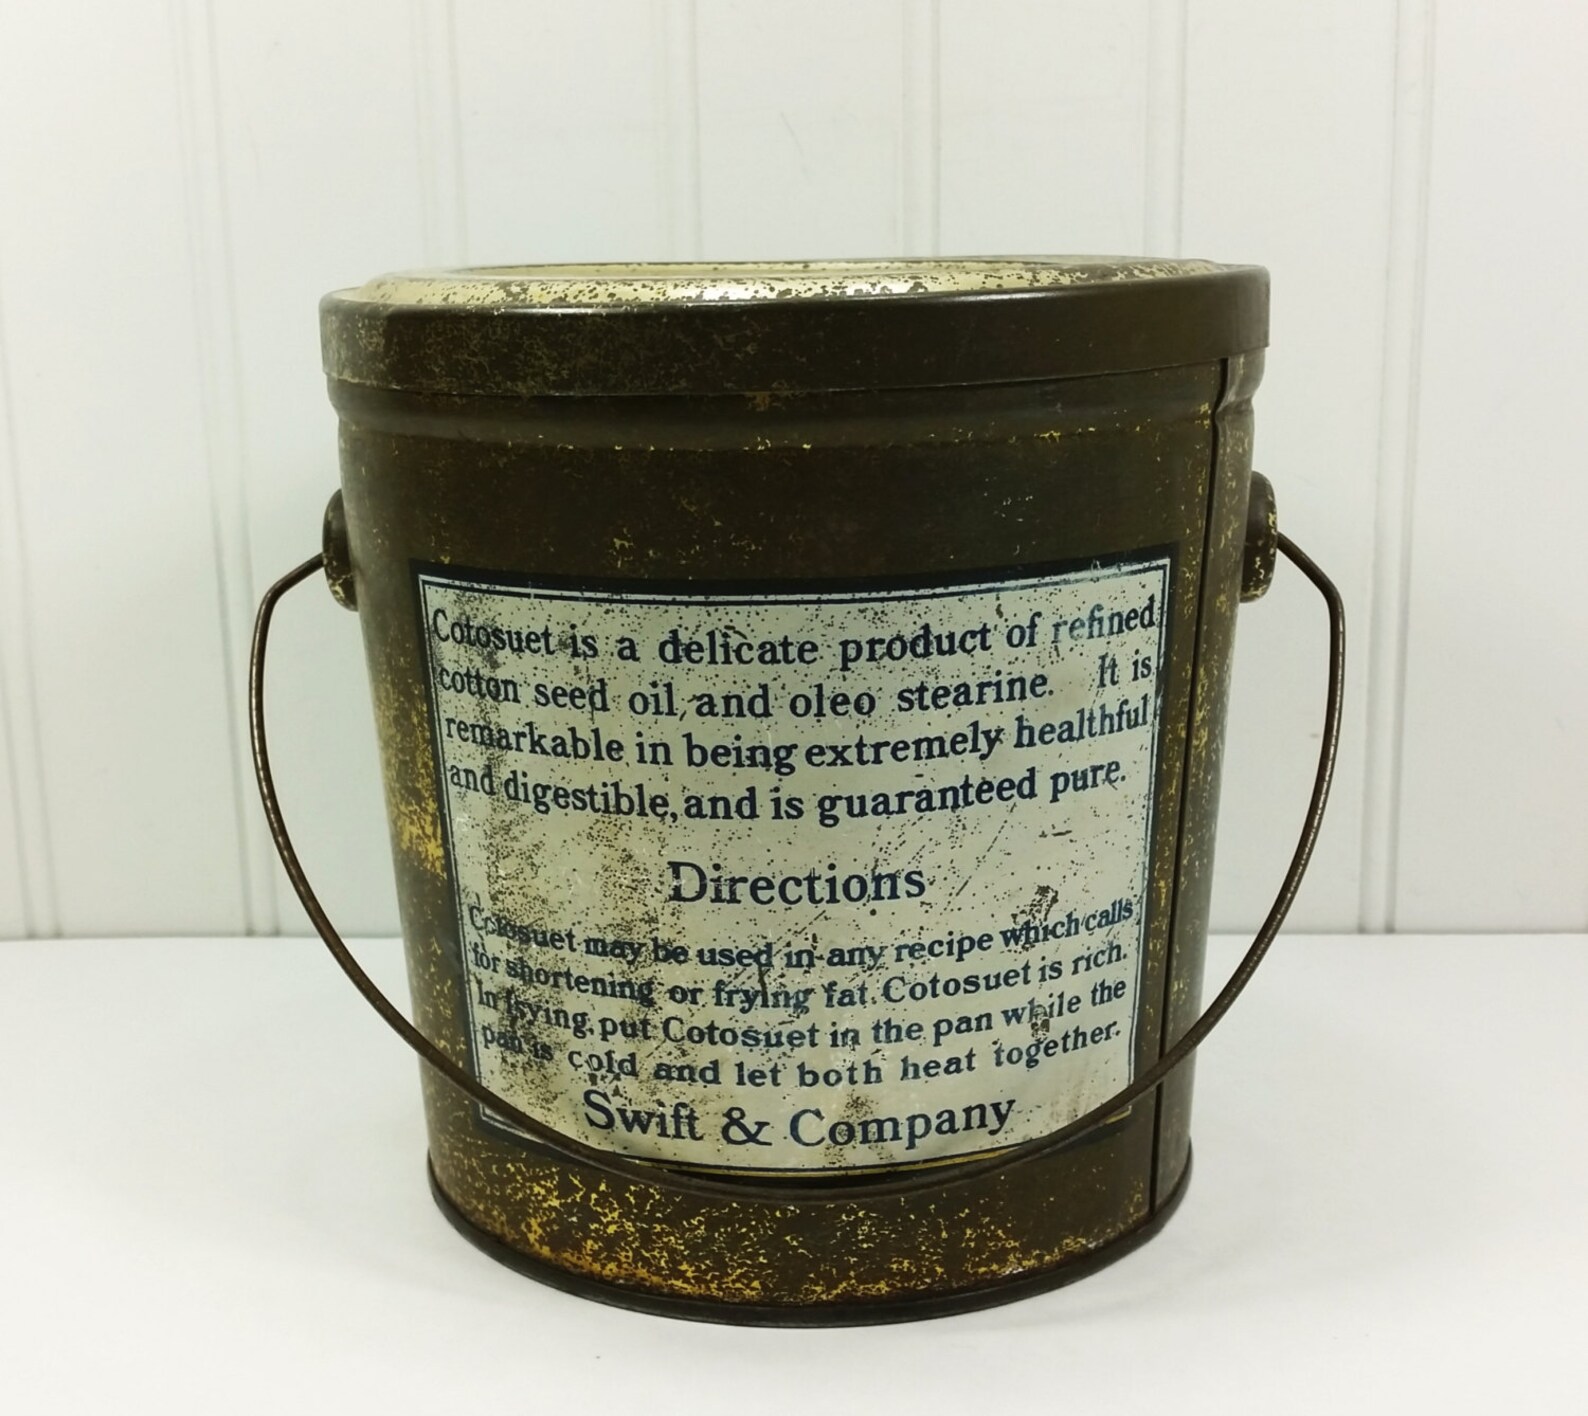 Cotosuet is a delicate product of refined
cotton seed oil, and oleo stearine. It is
remarkable in being extremely healthful
and digestible, and is guaranteed pure.
Directions
Cotosuet may be used in any recipe which calls
for shortening or frying fat. Cotosuet is rich.
In frying, put Cotosuet in the pan while the
pan is cold and let both heat together.
Swift & Company